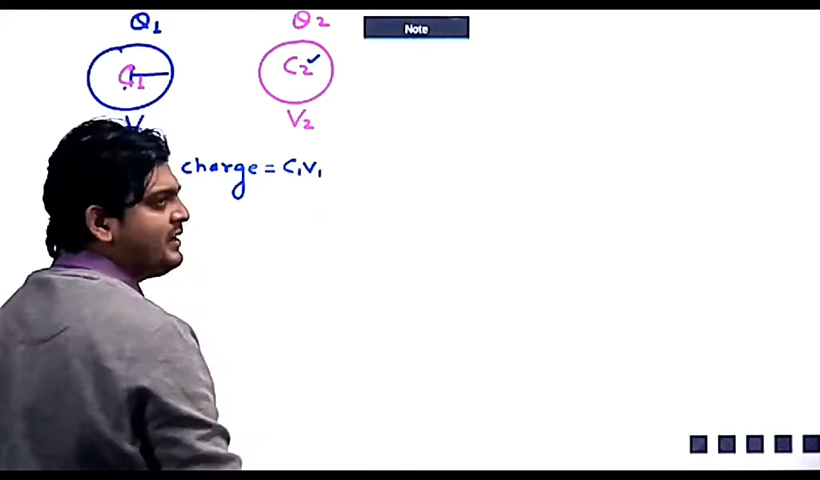 Q1 Q2
Note
C1 C2
V V2
charge = C1V1